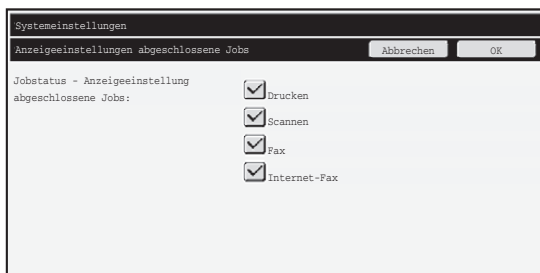 Systemeinstellungen
Anzeigeeinstellungen abgeschlossene Jobs Abbrechen OK
Jobstatus - Anzeigeeinstellung
abgeschlossene Jobs:
Drucken
Scannen
Fax
Internet-Fax